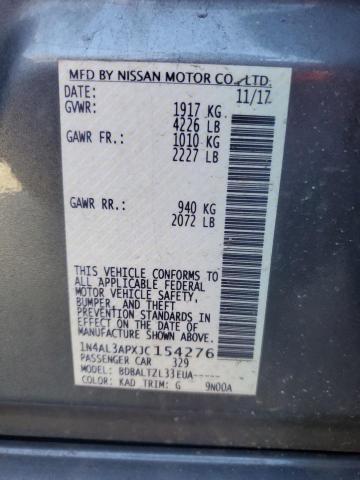 MFD BY NISSAN MOTOR CO., LTD.
DATE: 11/17
GVWR: 1917 KG
4226 LB
GAWR FR.: 1010 KG
2227 LB
GAWR RR.: 940 KG
2072 LB
THIS VEHICLE CONFORMS TO
ALL APPLICABLE FEDERAL
MOTOR VEHICLE SAFETY,
BUMPER, AND THEFT
PREVENTION STANDARDS IN
EFFECT ON THE DATE OF
MANUFACTURE SHOWN ABOVE.
1N4AL3APXJC154276
PASSENGER CAR 329
MODEL: BDBALTZL33EUA-----
COLOR: KAD TRIM: G 9N00A